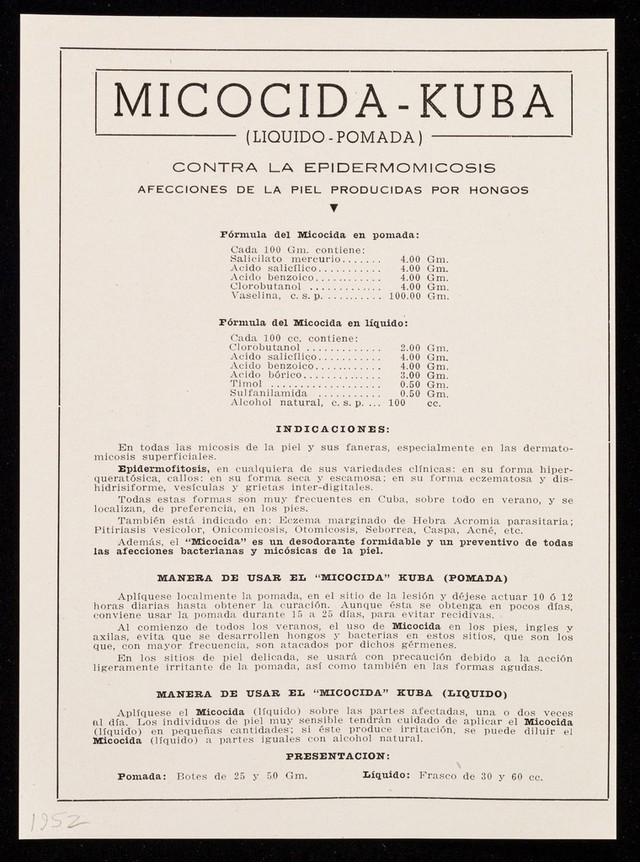 MICOCIDA-KUBA
(LIQUIDO-POMADA)
CONTRA LA EPIDERMOMICOSIS
AFECCIONES DE LA PIEL PRODUCIDAS POR HONGOS
Fórmula del Micocida en pomada:
Cada 100 Gm. contiene:
Salicilato mercurio....... 4.00 Gm.
Acido salicílico........... 4.00 Gm.
Acido benzoico............ 4.00 Gm.
Clorobutanol ............ 4.00 Gm.
Vaselina, c. s. p. .......... 100.00 Gm.
Fórmula del Micocida en líquido:
Cada 100 cc. contiene:
Clorobutanol ............ 2.00 Gm.
Acido salicílico........... 4.00 Gm.
Acido benzoico............ 4.00 Gm.
Acido bórico............. 3.00 Gm.
Timol .................. 0.50 Gm.
Sulfanilamida .......... 0.50 Gm.
Alcohol natural, c. s. p. ... 100 cc.
INDICACIONES:
En todas las micosis de la piel y sus faneras, especialmente en las dermato-
micosis superficiales.
Epidermofitosis, en cualquiera de sus variedades clínicas: en su forma hiper-
queratósica, callos: en su forma seca y escamosa; en su forma eczematosa y dis-
hidrisiforme, vesículas y grietas inter-digitales.
Todas estas formas son muy frecuentes en Cuba, sobre todo en verano, y se
localizan, de preferencia, en los pies.
También está indicado en: Eczema marginado de Hebra Acromia parasitaria;
Pitiriasis vesicolor, Onicomicosis, Otomicosis, Seborrea, Caspa, Acné, etc.
Además, el "Micocida" es un desodorante formidable y un preventivo de todas
las afecciones bacterianas y micósicas de la piel.
MANERA DE USAR EL "MICOCIDA" KUBA (POMADA)
Aplíquese localmente la pomada, en el sitio de la lesión y déjese actuar 10 ó 12
horas diarias hasta obtener la curación. Aunque ésta se obtenga en pocos días,
conviene usar la pomada durante 15 a 25 días, para evitar recidivas.
Al comienzo de todos los veranos, el uso de Micocida en los pies, ingles y
axilas, evita que se desarrollen hongos y bacterias en estos sitios, que son los
que, con mayor frecuencia, son atacados por dichos gérmenes.
En los sitios de piel delicada, se usará con precaución debido a la acción
ligeramente irritante de la pomada, así como también en las formas agudas.
MANERA DE USAR EL "MICOCIDA" KUBA (LIQUIDO)
Aplíquese el Micocida (líquido) sobre las partes afectadas, una o dos veces
al día. Los individuos de piel muy sensible tendrán cuidado de aplicar el Micocida
(líquido) en pequeñas cantidades; si éste produce irritación, se puede diluir el
Micocida (líquido) a partes iguales con alcohol natural.
PRESENTACION:
Pomada: Botes de 25 y 50 Gm. Líquido: Frasco de 30 y 60 cc.
1952